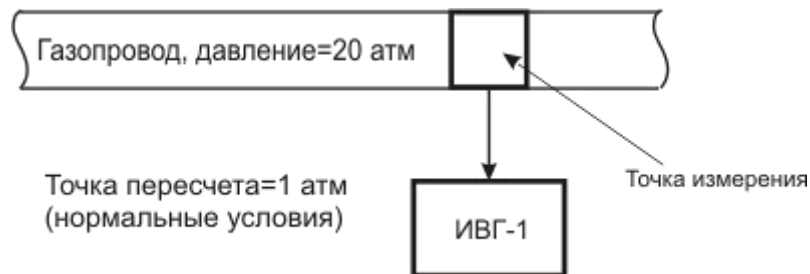 Газопровод, давление=20 атм
Точка измерения
Точка пересчета=1 атм
(нормальные условия)
ИВГ-1